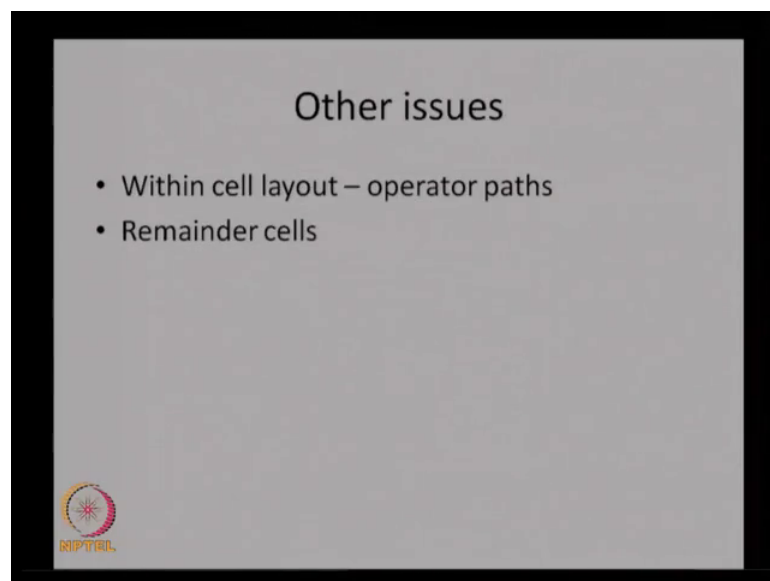 Other issues
• Within cell layout – operator paths
• Remainder cells
NPTEL